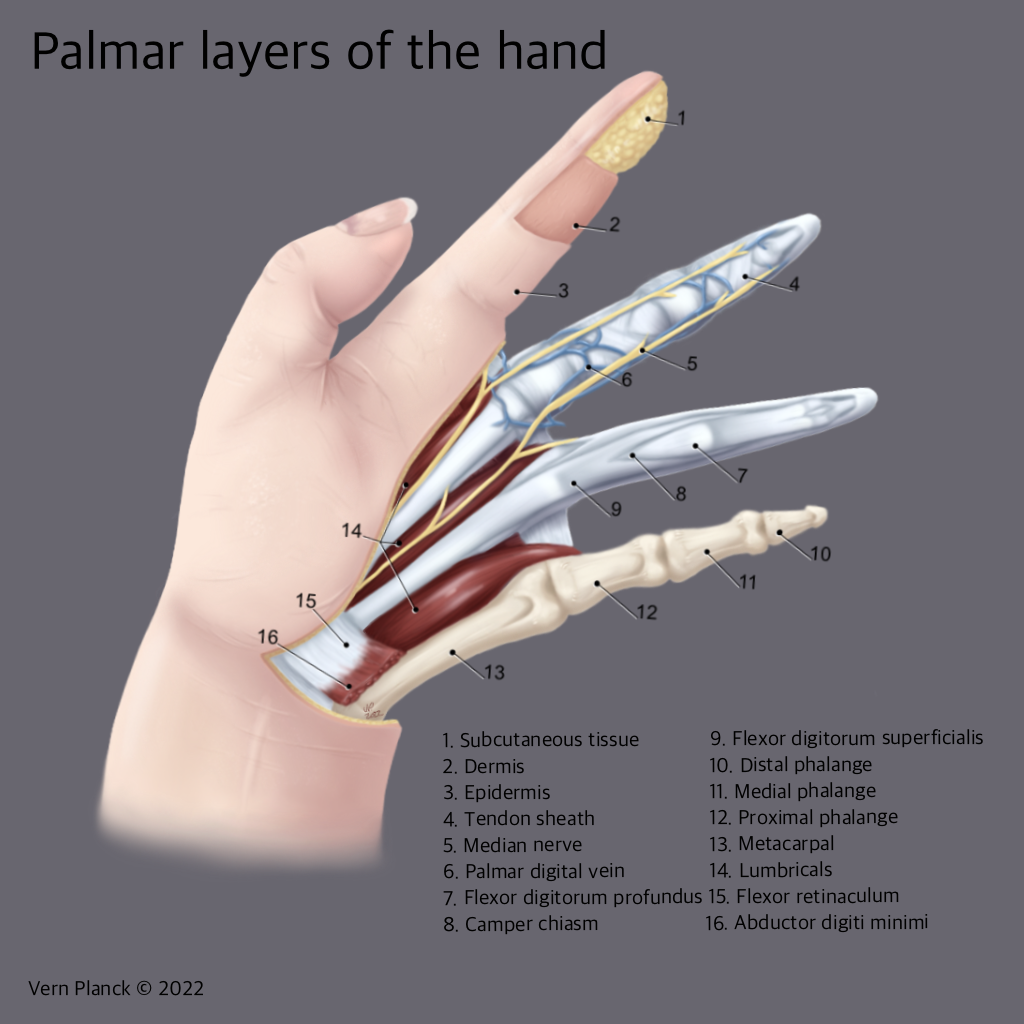 Palmar layers of the hand
1
2
3
4
5
6
7
8
9
10
11
12
13
14
15
16
1. Subcutaneous tissue
2. Dermis
3. Epidermis
4. Tendon sheath
5. Median nerve
6. Palmar digital vein
7. Flexor digitorum profundus
8. Camper chiasm
9. Flexor digitorum superficialis
10. Distal phalange
11. Medial phalange
12. Proximal phalange
13. Metacarpal
14. Lumbricals
15. Flexor retinaculum
16. Abductor digiti minimi
Vern Planck © 2022